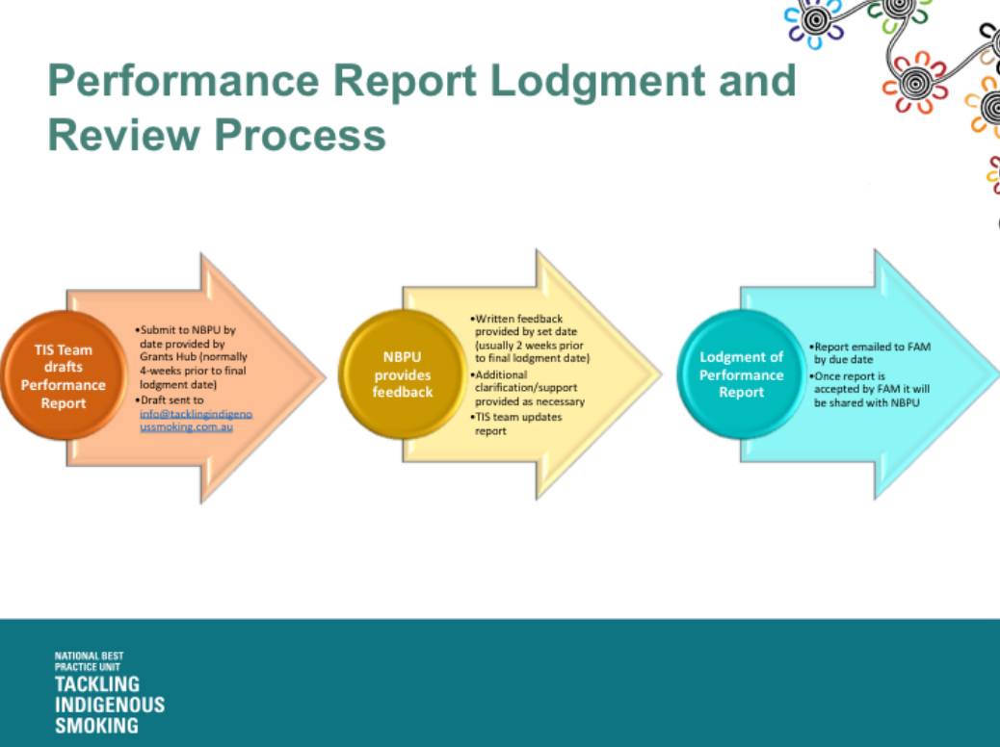 Performance Report Lodgment and
Review Process
TIS Team
drafts
Performance
Report
•Submit to NBPU by
date provided by
Grants Hub (normally
4-weeks prior to final
lodgment date)
•Draft sent to
info@tacklingindigeno
ussmoking.com.au
NBPU
provides
feedback
•Written feedback
provided by set date
(usually 2 weeks prior
to final lodgment date)
•Additional
clarification/support
provided as necessary
•TIS team updates
report
Lodgment of
Performance
Report
•Report emailed to FAM
by due date
•Once report is
accepted by FAM it will
be shared with NBPU
NATIONAL BEST
PRACTICE UNIT
TACKLING
INDIGENOUS
SMOKING